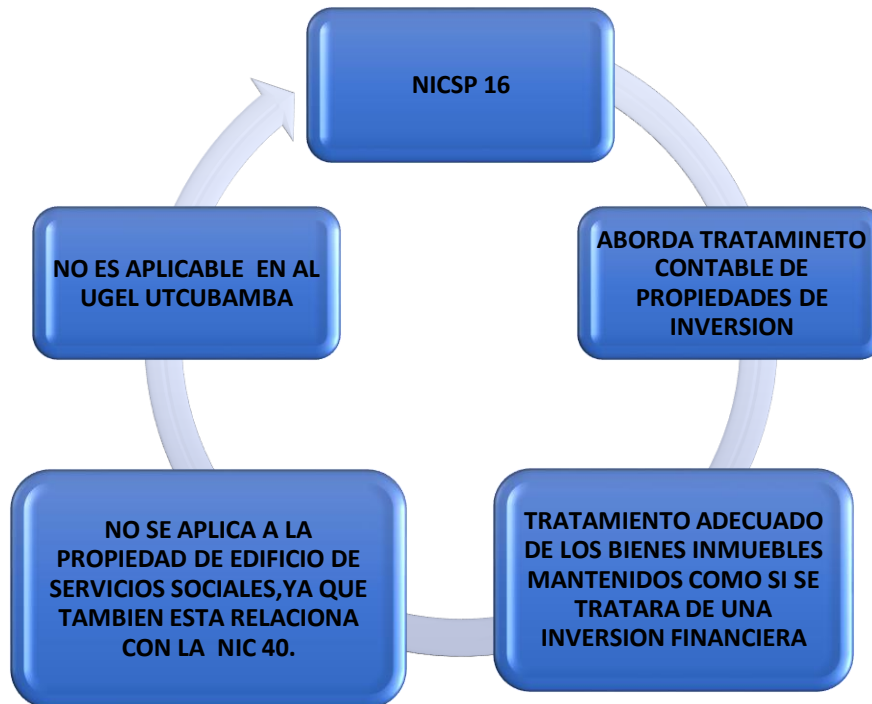 NICSP 16
ABORDA TRATAMINETO
CONTABLE DE
PROPIEDADES DE
INVERSION
TRATAMIENTO ADECUADO
DE LOS BIENES INMUEBLES
MANTENIDOS COMO SI SE
TRATARA DE UNA
INVERSION FINANCIERA
NO SE APLICA A LA
PROPIEDAD DE EDIFICIO DE
SERVICIOS SOCIALES,YA QUE
TAMBIEN ESTA RELACIONA
CON LA NIC 40.
NO ES APLICABLE EN AL
UGEL UTCUBAMBA